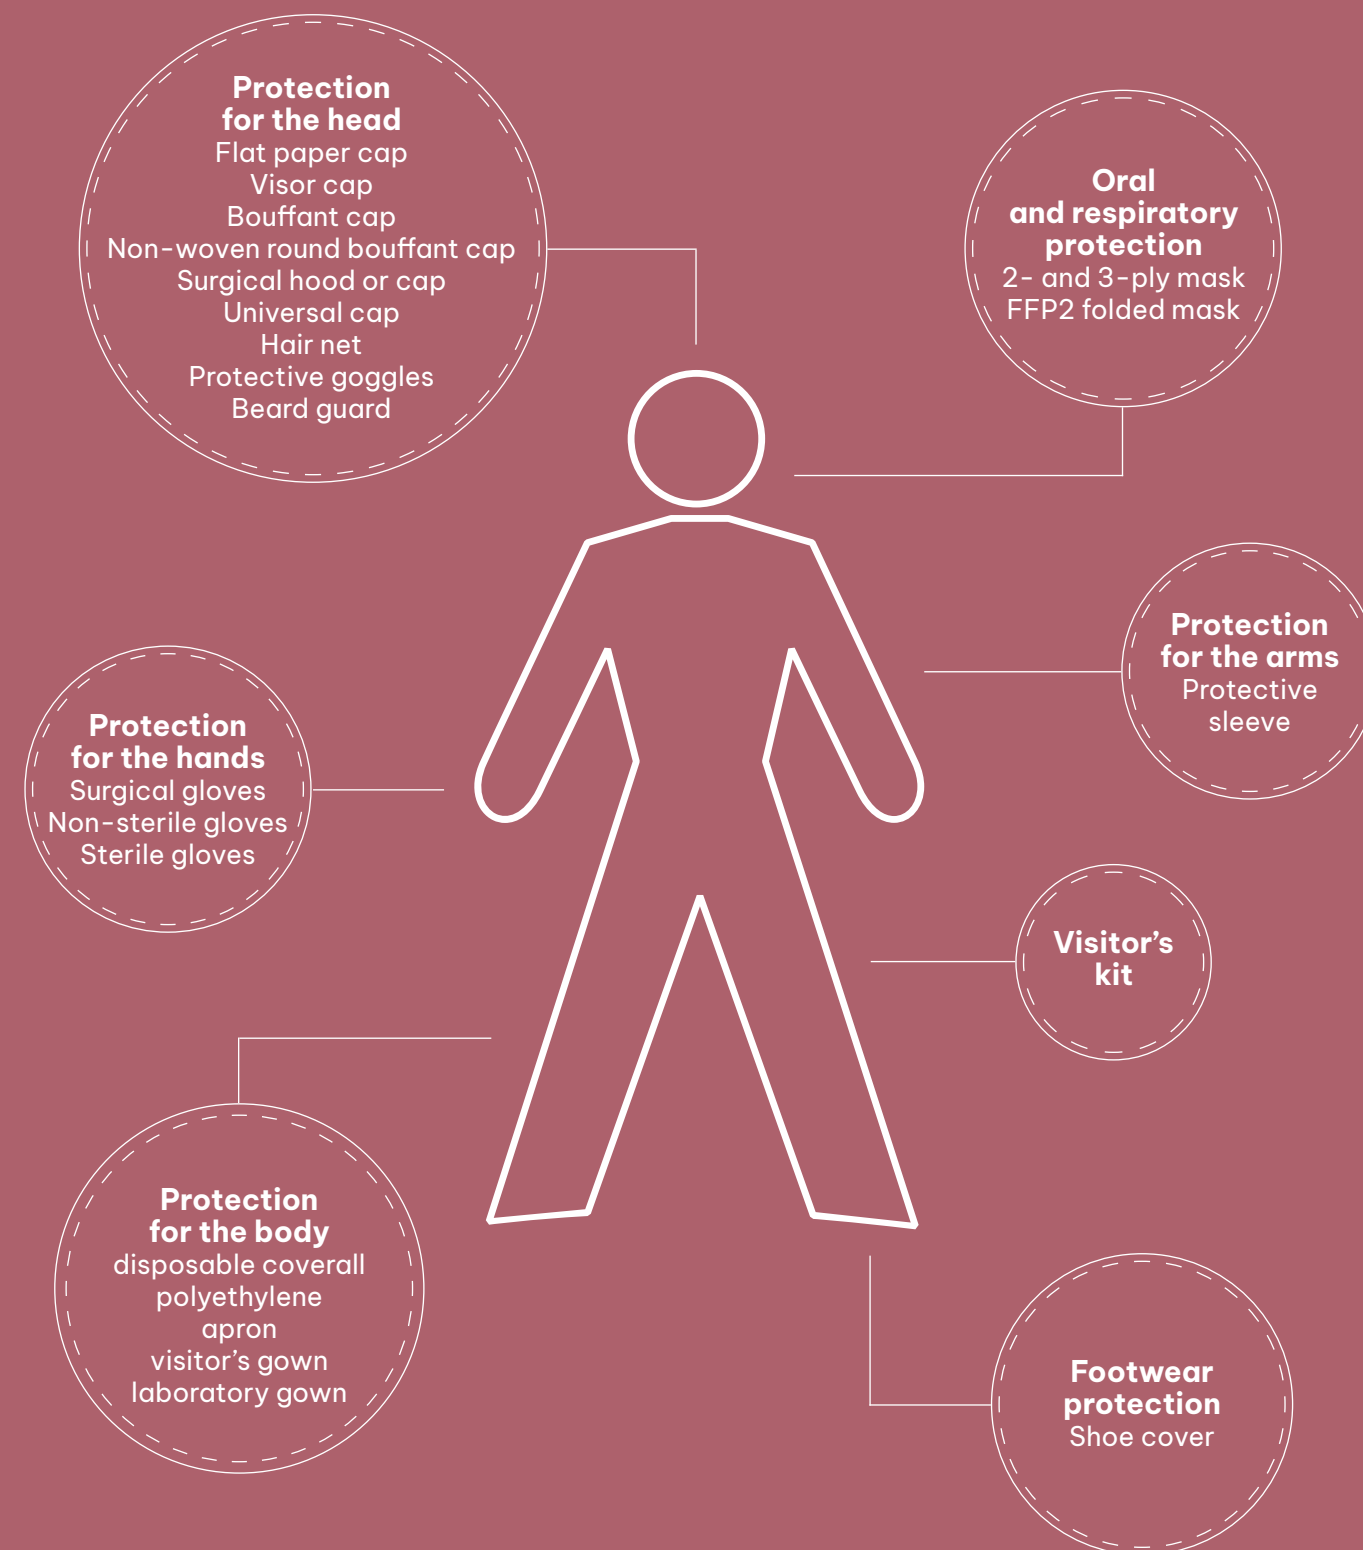 Protection
for the head
Flat paper cap
Visor cap
Bouffant cap
Non-woven round bouffant cap
Surgical hood or cap
Universal cap
Hair net
Protective goggles
Beard guard
Oral
and respiratory
protection
2- and 3-ply mask
FFP2 folded mask
Protection
for the arms
Protective
sleeve
Protection
for the hands
Surgical gloves
Non-sterile gloves
Sterile gloves
Visitor’s
kit
Protection
for the body
disposable coverall
polyethylene
apron
visitor’s gown
laboratory gown
Footwear
protection
Shoe cover